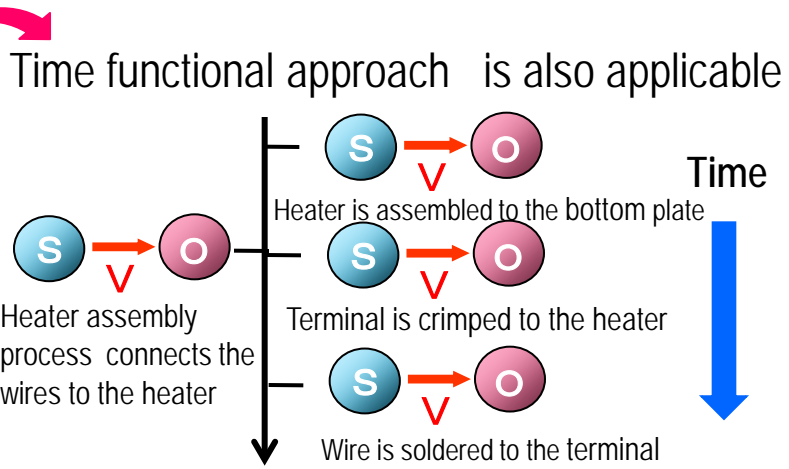 Time functional approach is also applicable
S O
V
Heater is assembled to the bottom plate
Time
S O
V
Heater assembly
process connects the
wires to the heater
S O
V
Terminal is crimped to the heater
S O
V
Wire is soldered to the terminal